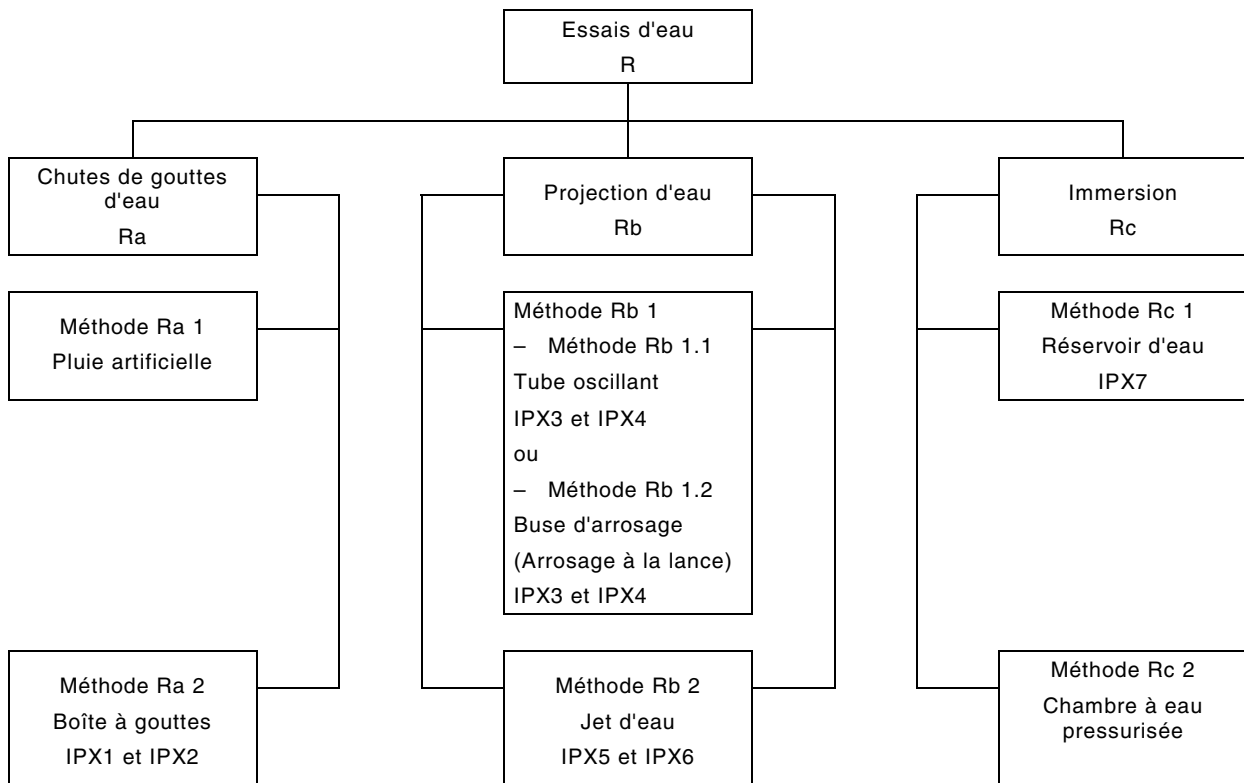 Essais d'eau
R
Chutes de gouttes
d'eau
Ra
Projection d'eau
Rb
Immersion
Rc
Méthode Ra 1
Pluie artificielle
Méthode Rb 1
– Méthode Rb 1.1
Tube oscillant
IPX3 et IPX4
ou
– Méthode Rb 1.2
Buse d'arrosage
(Arrosage à la lance)
IPX3 et IPX4
Méthode Rc 1
Réservoir d'eau
IPX7
Méthode Ra 2
Boîte à gouttes
IPX1 et IPX2
Méthode Rb 2
Jet d'eau
IPX5 et IPX6
Méthode Rc 2
Chambre à eau
pressurisée